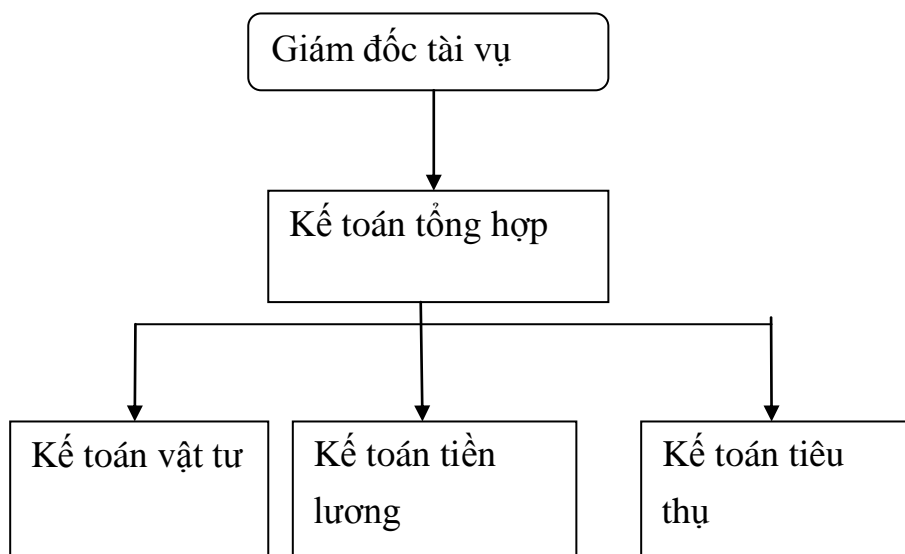 Giám đốc tài vụ
Kế toán tổng hợp
Kế toán vật tư
Kế toán tiền
lương
Kế toán tiêu
thụ